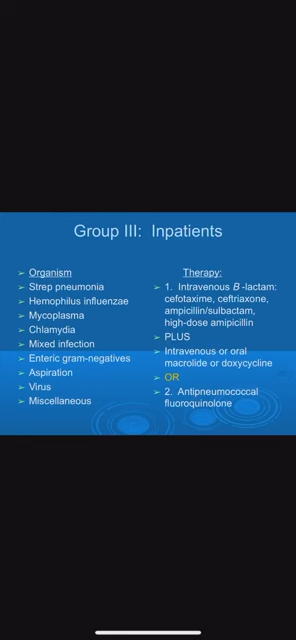 Group III:  Inpatients
Organism
Strep pneumonia
Hemophilus influenzae
Mycoplasma
Chlamydia
Mixed infection
Enteric gram-negatives
Aspiration
Virus
Miscellaneous
Therapy:
1.  Intravenous B -lactam:
cefotaxime, ceftriaxone,
ampicillin/sulbactam,
high-dose amipicillin
PLUS
Intravenous or oral
macrolide or doxycycline
OR
2.  Antipneumococcal
fluoroquinolone